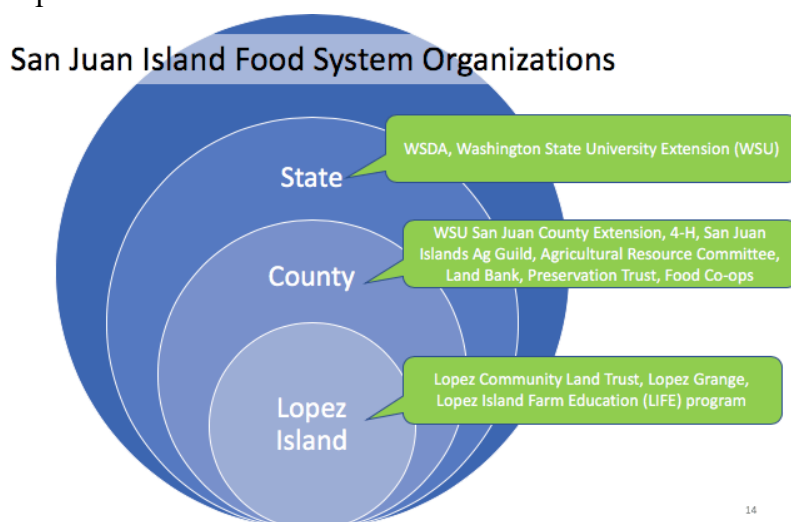 San Juan Island Food System Organizations
State
WSDA, Washington State University Extension (WSU)
County
WSU San Juan County Extension, 4-H, San Juan
Islands Ag Guild, Agricultural Resource Committee,
Land Bank, Preservation Trust, Food Co-ops
Lopez
Island
Lopez Community Land Trust, Lopez Grange,
Lopez Island Farm Education (LIFE) program
14